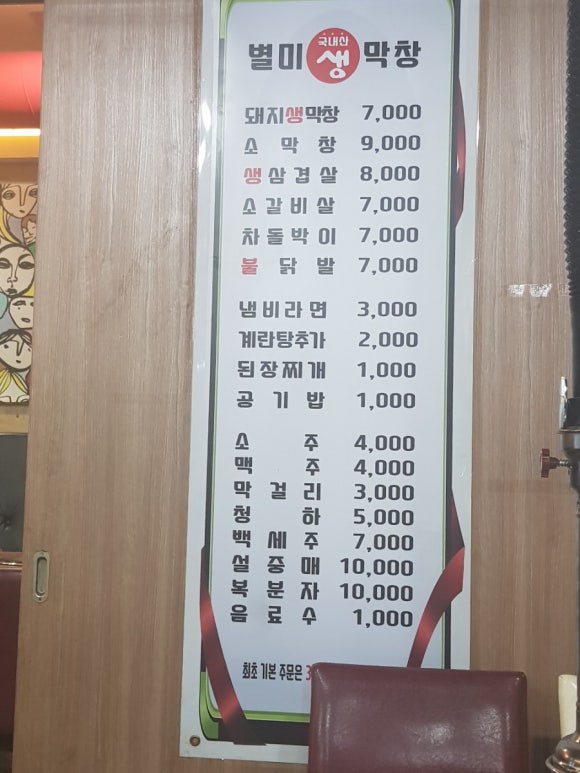 별미 국내산 생 막창
돼지생막창 7,000
소 막 창 9,000
생삼겹살 8,000
소갈비살 7,000
차돌박이 7,000
불 닭 발 7,000
냄비라면 3,000
계란탕추가 2,000
된장찌개 1,000
공 기 밥 1,000
소 주 4,000
맥 주 4,000
막 걸 리 3,000
청 하 5,000
백 세 주 7,000
설 중 매 10,000
복 분 자 10,000
음 료 수 1,000
최초 기본 주문은